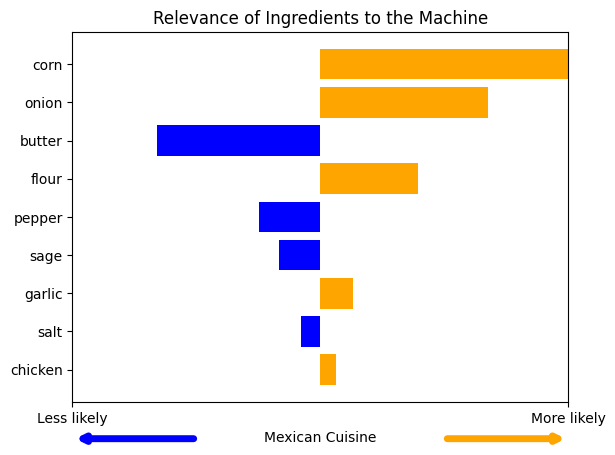 Relevance of Ingredients to the Machine
corn
onion
butter
flour
pepper
sage
garlic
salt
chicken
Less likely
More likely
Mexican Cuisine